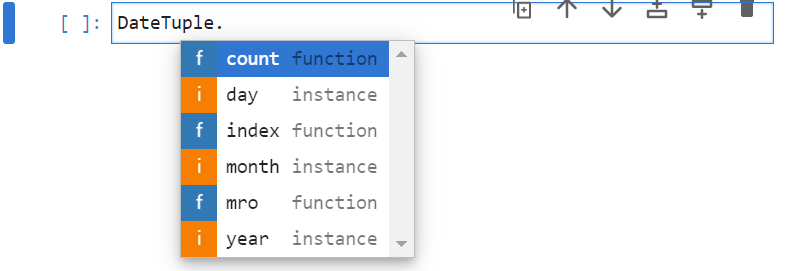 [ ]: DateTuple.
f count function
i day instance
f index function
i month instance
f mro function
i year instance